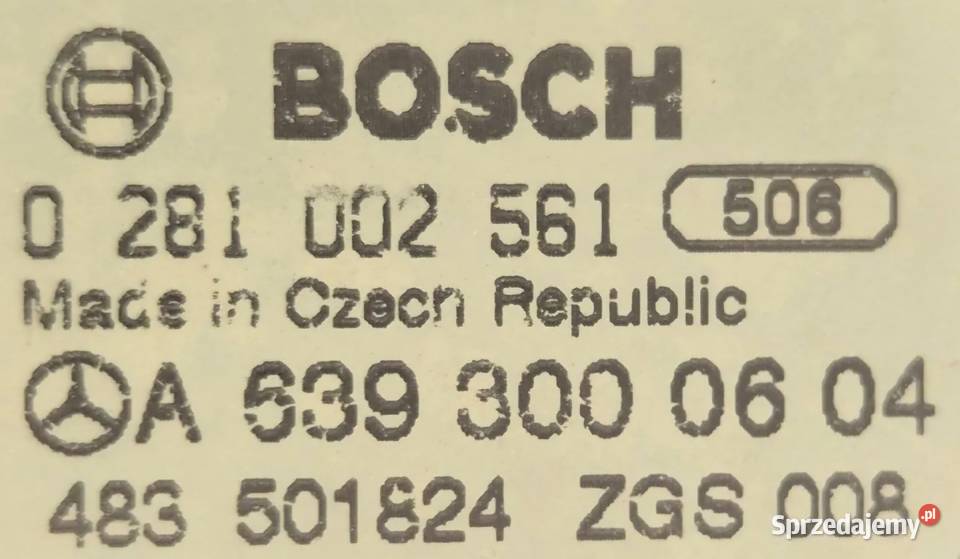 BOSCH
0 281 002 561 506
Made in Czech Republic
A 639 300 06 04
483 501824 ZGS 008
Sprzedajemy.pl